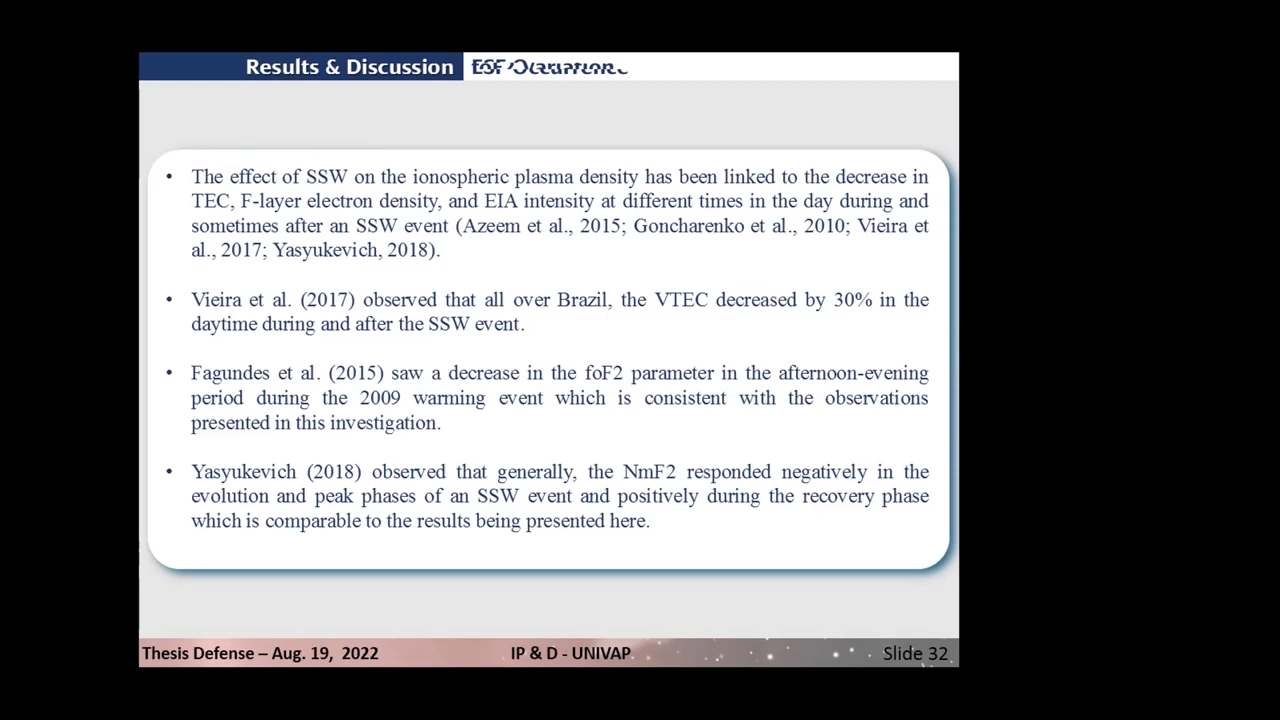 Results & Discussion
The effect of SSW on the ionospheric plasma density has been linked to the decrease in
TEC, F-layer electron density, and EIA intensity at different times in the day during and
sometimes after an SSW event (Azeem et al., 2015; Goncharenko et al., 2010; Vieira et
al., 2017; Yasyukevich, 2018).
Vieira et al. (2017) observed that all over Brazil, the VTEC decreased by 30% in the
daytime during and after the SSW event.
Fagundes et al. (2015) saw a decrease in the foF2 parameter in the afternoon-evening
period during the 2009 warming event which is consistent with the observations
presented in this investigation.
Yasyukevich (2018) observed that generally, the NmF2 responded negatively in the
evolution and peak phases of an SSW event and positively during the recovery phase
which is comparable to the results being presented here.
Thesis Defense – Aug. 19, 2022
IP & D - UNIVAP
Slide 32